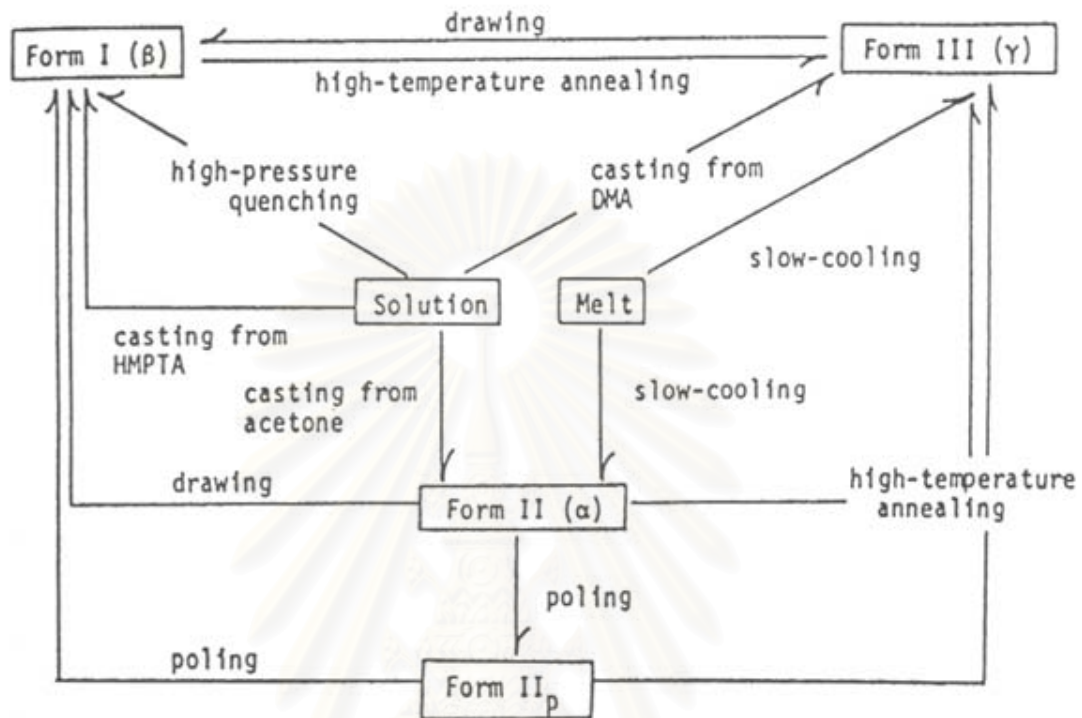 drawing
Form I (β)
Form III (γ)
high-temperature annealing
high-pressure
quenching
casting from
DMA
slow-cooling
Solution
Melt
casting from
HMPTA
casting from
acetone
slow-cooling
drawing
Form II (α)
high-temperature
annealing
poling
poling
Form IIp